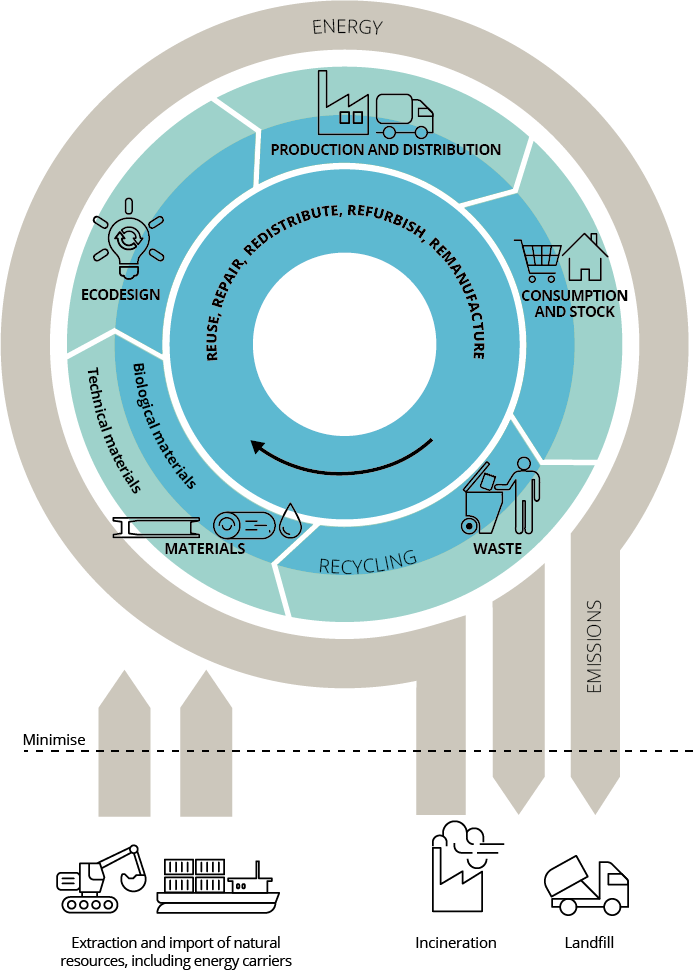 ENERGY
PRODUCTION AND DISTRIBUTION
REUSE, REPAIR, REDISTRIBUTE, REFURBISH, REMANUFACTURE
ECODESIGN
CONSUMPTION
AND STOCK
Technical materials
Biological materials
MATERIALS
RECYCLING
WASTE
EMISSIONS
Minimise
Extraction and import of natural
resources, including energy carriers
Incineration
Landfill